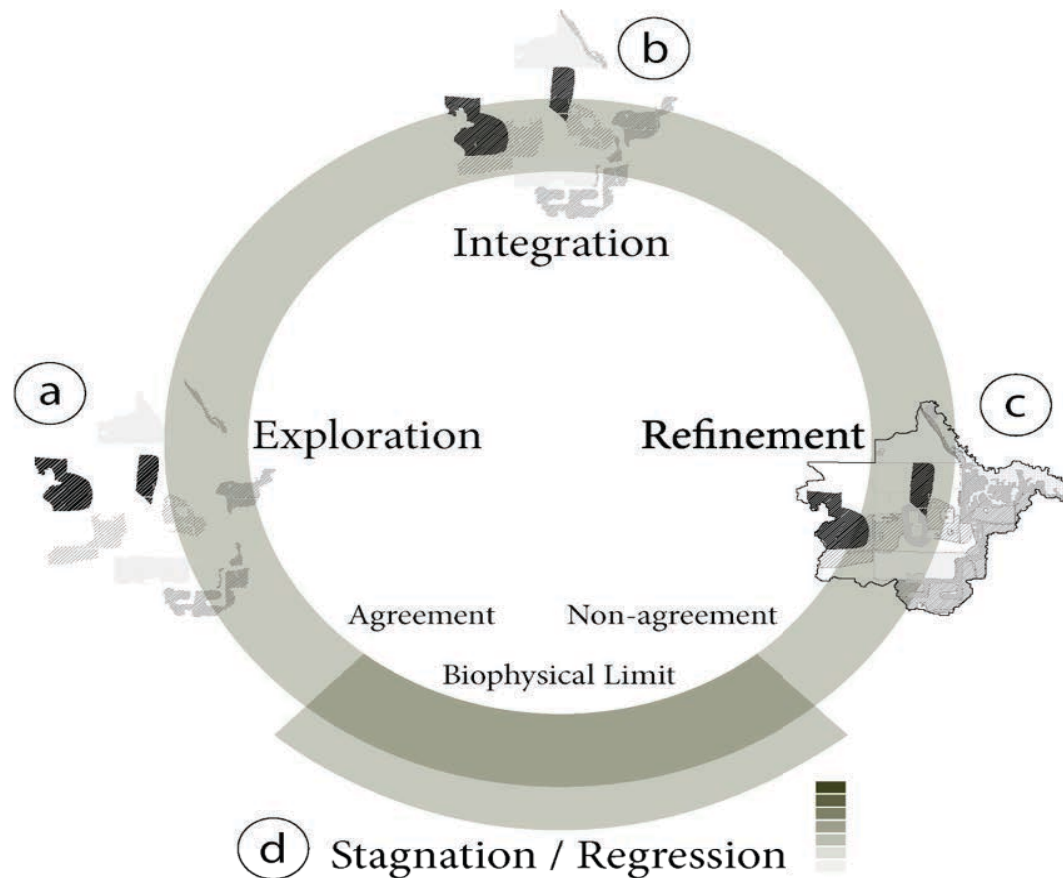 b
Integration
a
c
Exploration
Refinement
Agreement
Non-agreement
Biophysical Limit
d
Stagnation / Regression